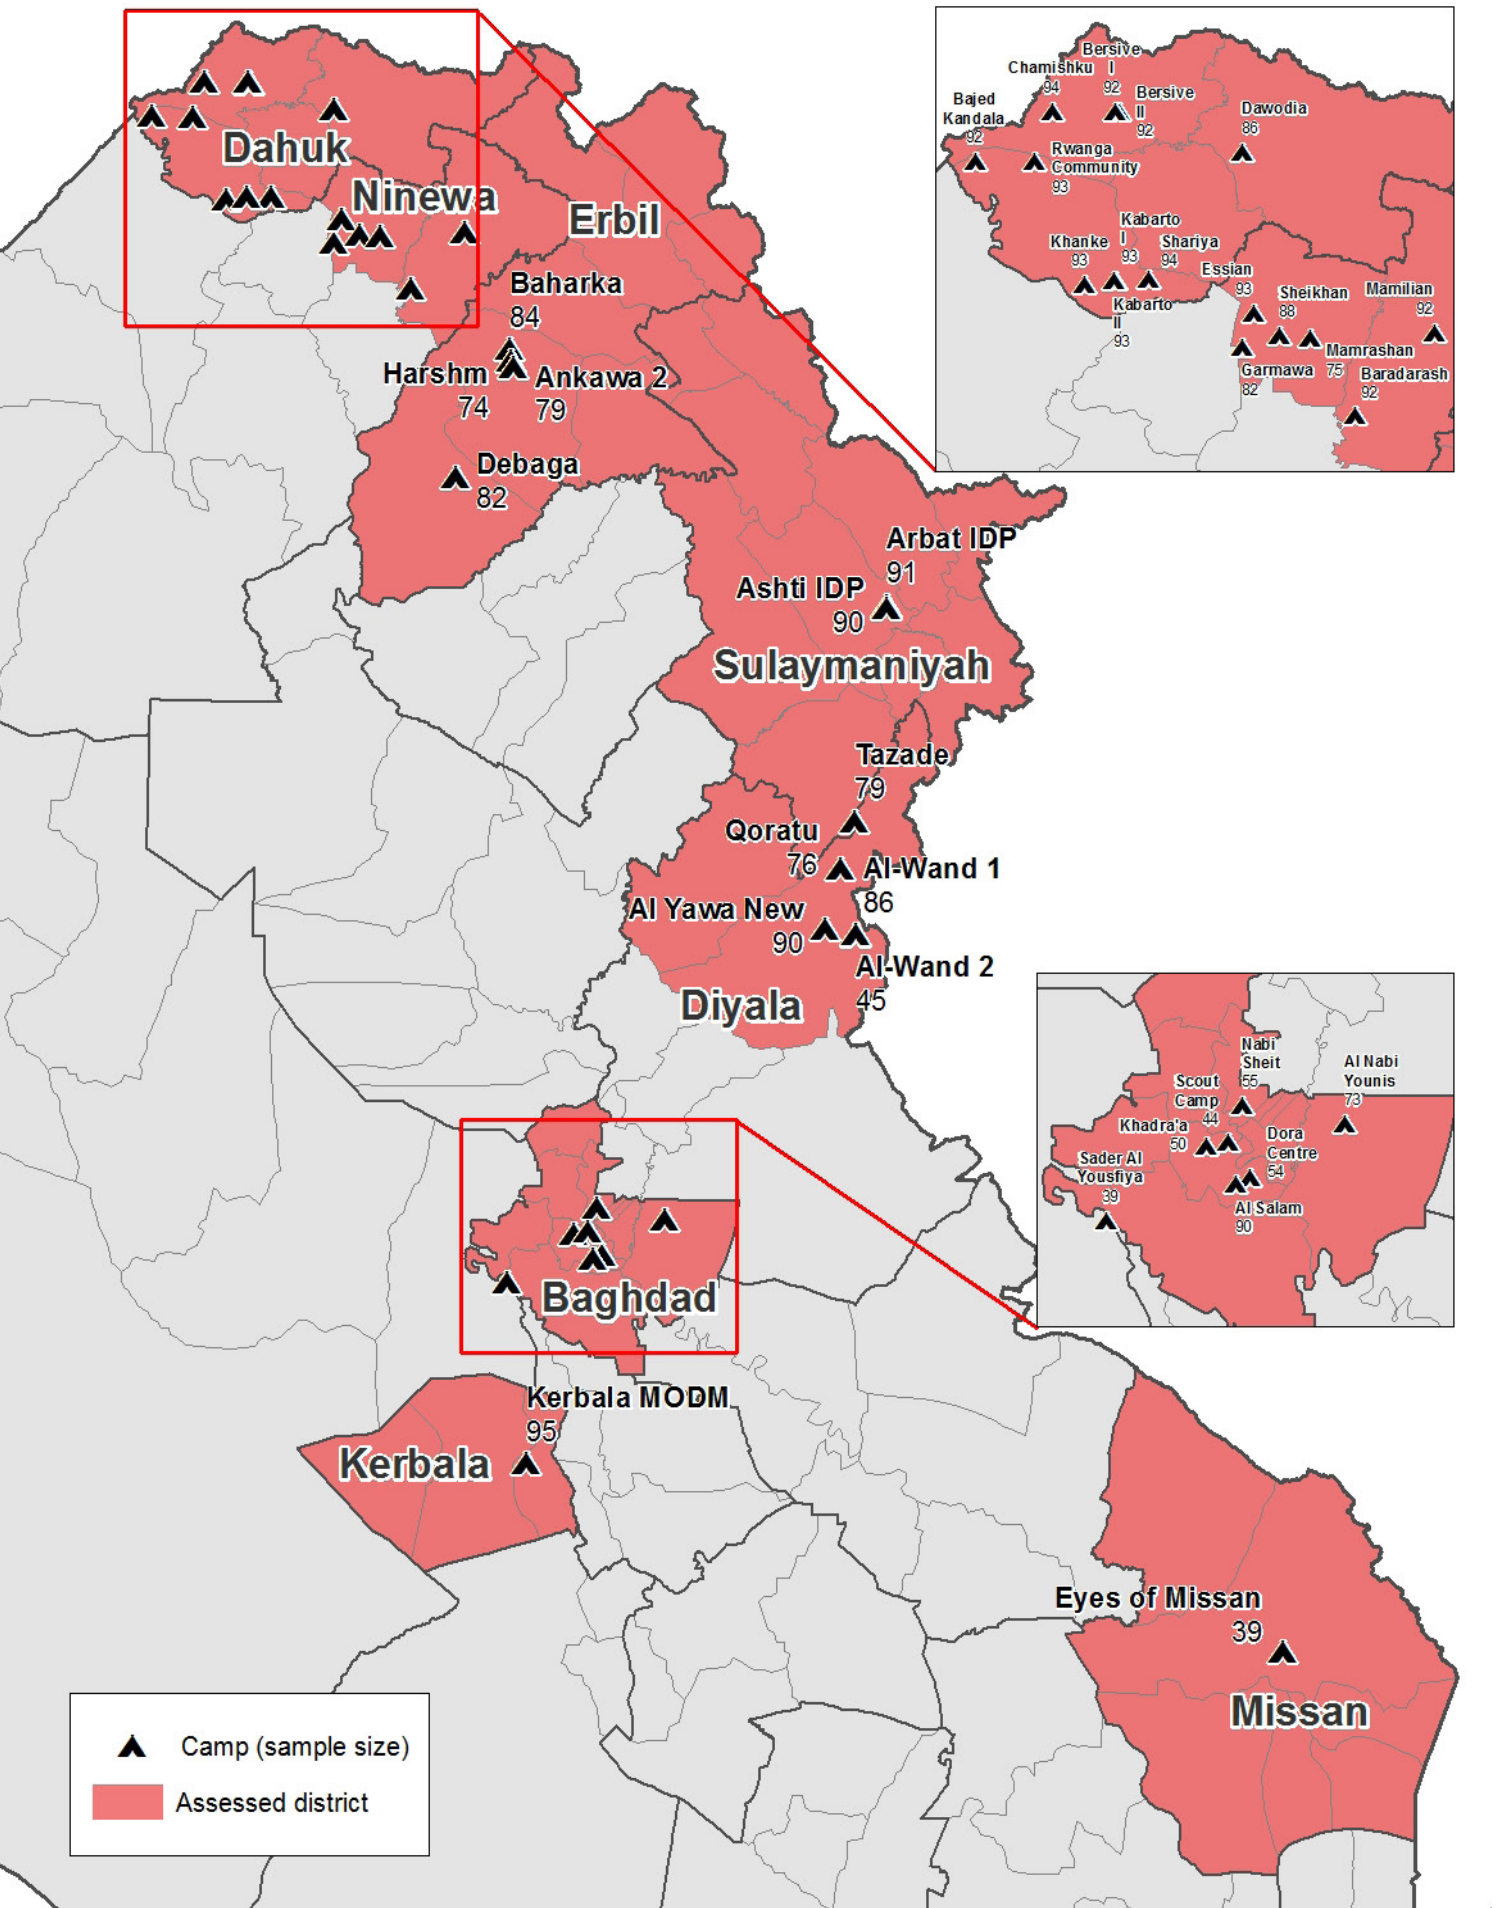 Dahuk
Ninewa
Erbil
Baharka
84
Harshm
74
Ankawa 2
79
Debaga
82
Arbat IDP
91
Ashti IDP
90
Sulaymaniyah
Tazade
79
Qoratu
76
Al-Wand 1
86
Al Yawa New
90
Al-Wand 2
45
Diyala
Baghdad
Kerbala MODM
95
Kerbala
Eyes of Missan
39
Missan
Bersive
I
92
Chamishku
94
Bersive
II
92
Bajed
Kandala
92
Dawodia
86
Rwanga
Community
93
Kabarto
I
93
Khanke
93
Shariya
94
Essian
93
Kabarto
II
93
Sheikhan
88
Mamilian
92
Mamrashan
75
Garmawa
82
Baradarash
92
Nabi
Sheit
55
Al Nabi
Younis
73
Scout
Camp
44
Khadra'a
50
Dora
Centre
54
Sader Al
Yousfiya
39
Al Salam
90
Camp (sample size)
Assessed district